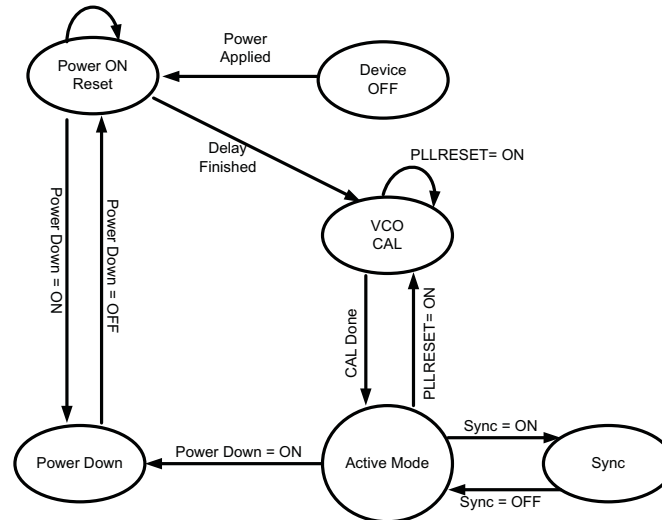 Power ON
Reset
Power
Applied
Device
OFF
Delay
Finished
PLLRESET= ON
VCO
CAL
Power Down = ON
Power Down = OFF
CAL Done
PLLRESET= ON
Power Down
Power Down = ON
Active Mode
Sync = ON
Sync = OFF
Sync